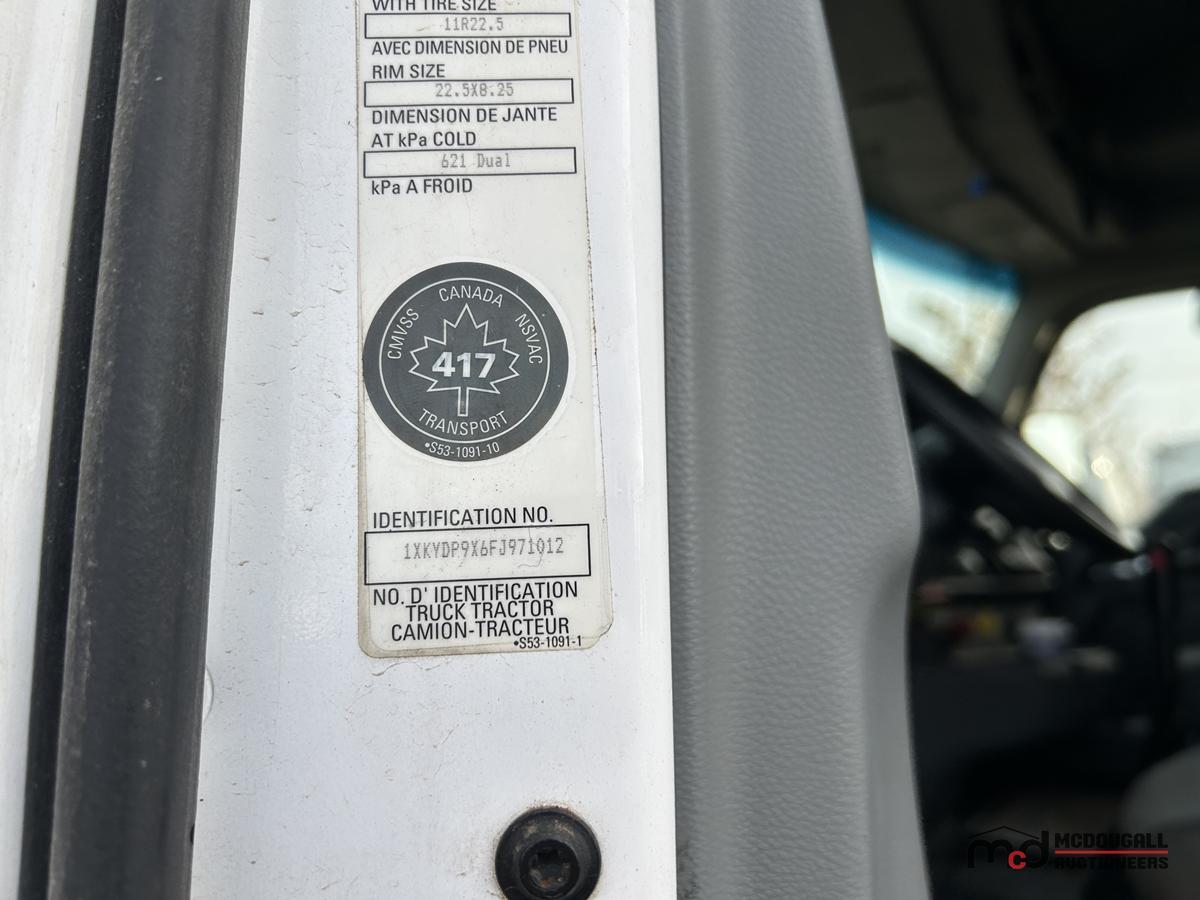 WITH TIRE SIZE
11R22.5
AVEC DIMENSION DE PNEU
RIM SIZE
22.5X8.25
DIMENSION DE JANTE
AT kPa COLD
621 Dual
kPa A FROID
CANADA
CMVSS NSVAC
417
TRANSPORT
•S53-1091-10
IDENTIFICATION NO.
1XKYDP9X6FJ971012
NO. D' IDENTIFICATION
TRUCK TRACTOR
CAMION-TRACTEUR
•S53-1091-1
mcd MCDOUGALL
AUCTIONEERS